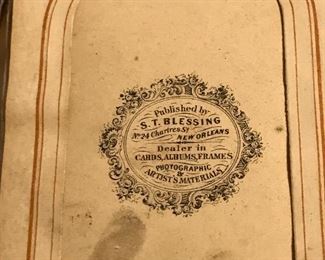 Published by
S. T. BLESSING
No 24 Chartres St
NEW ORLEANS
Dealer in
CARDS, ALBUMS, FRAMES
PHOTOGRAPHIC
&
ARTIST'S MATERIALS.